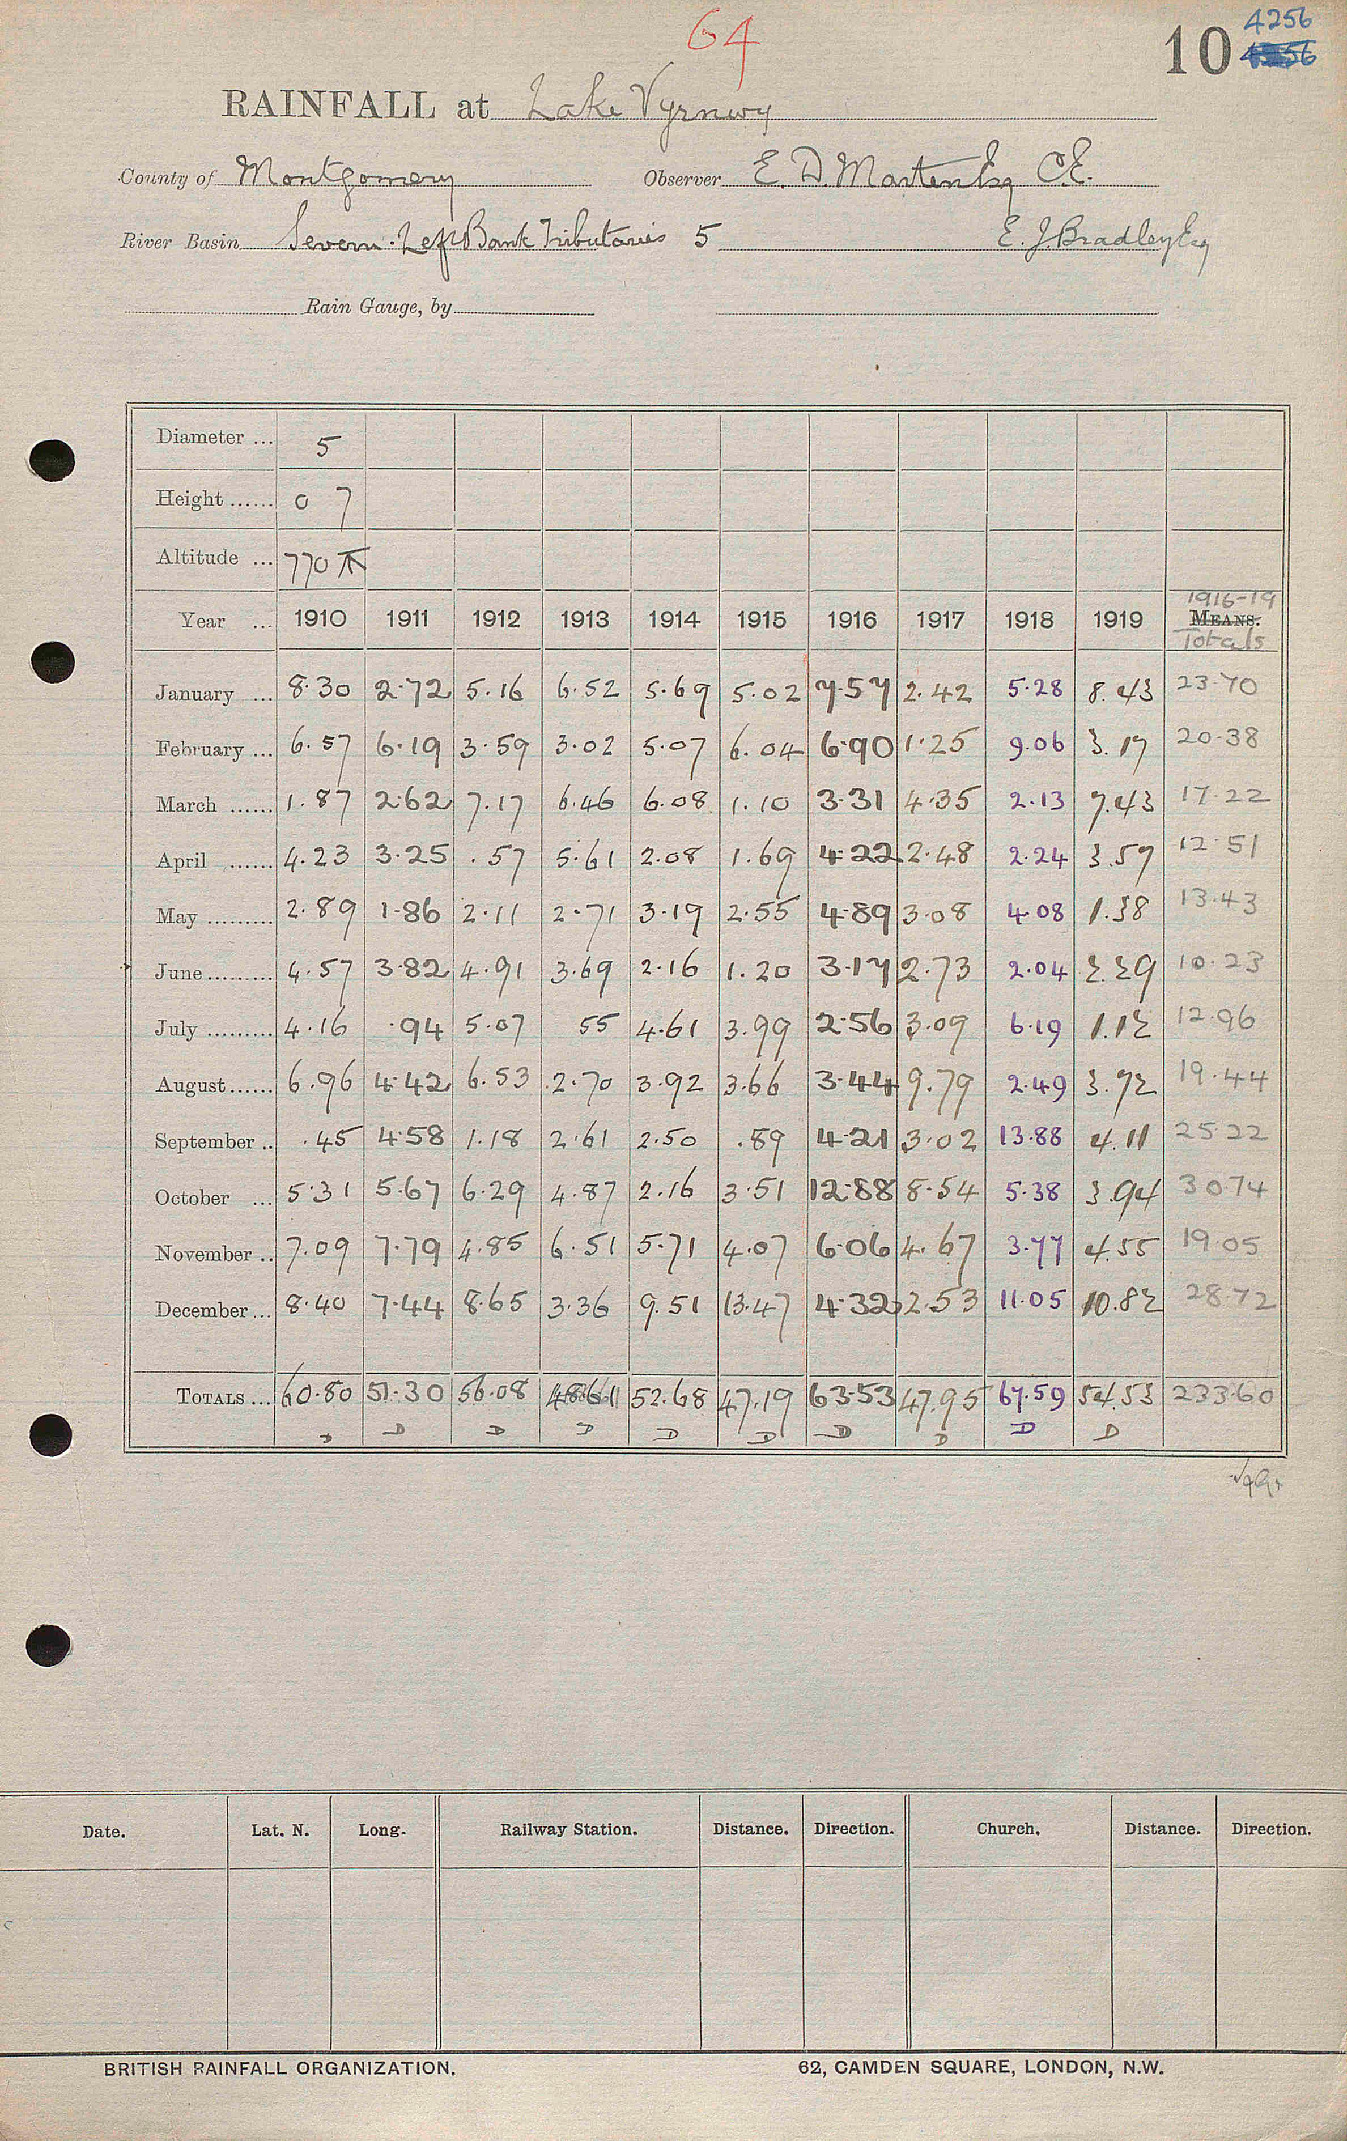 64
10 4256
4256
RAINFALL at Lake Vyrnwy
County of Montgomery Observer E. D. Marten Esq C.E.
River Basin Severn. Left Bank Tributaries 5 E. J Bradley Esq
Rain Gauge, by
Diameter ... 5
Height ...... 0 7
Altitude ... 770
1916-19
Year ... 1910 1911 1912 1913 1914 1915 1916 1917 1918 1919 MEANS.
Totals
January ... 8.30 2.72 5.16 6.52 5.69 5.02 7.57 2.42 5.28 8.43 23.70
February ... 6.57 6.19 3.59 3.02 5.07 6.04 6.90 1.25 9.06 3.17 20.38
March ...... 1.87 2.62 7.17 6.46 6.08 1.10 3.31 4.35 2.13 7.43 17.22
April ...... 4.23 3.25 .57 5.61 2.08 1.69 4.22 2.48 2.24 3.57 12.51
May ......... 2.89 1.86 2.11 2.71 3.19 2.55 4.89 3.08 4.08 1.38 13.43
June ......... 4.57 3.82 4.91 3.69 2.16 1.20 3.17 2.73 2.04 2.29 10.23
July ......... 4.16 .94 5.07 55 4.61 3.99 2.56 3.09 6.19 1.12 12.96
August ...... 6.96 4.42 6.53 2.70 3.92 3.66 3.44 9.79 2.49 3.72 19.44
September .. .45 4.58 1.18 2.61 2.50 .89 4.21 3.02 13.88 4.11 25.22
October ... 5.31 5.67 6.29 4.87 2.16 3.51 12.88 8.54 5.38 3.94 30.74
November .. 7.09 7.79 4.85 6.51 5.71 4.07 6.06 4.67 3.77 4.55 19.05
December ... 8.40 7.44 8.65 3.36 9.51 13.47 4.32 2.53 11.05 10.82 28.72
TOTALS ... 60.80 51.30 56.08 48.61 52.68 47.19 63.53 47.95 67.59 54.53 233.60
D D D D D D D D D D
Date. Lat. N. Long. Railway Station. Distance. Direction. Church. Distance. Direction.
BRITISH RAINFALL ORGANIZATION. 62, CAMDEN SQUARE, LONDON, N.W.